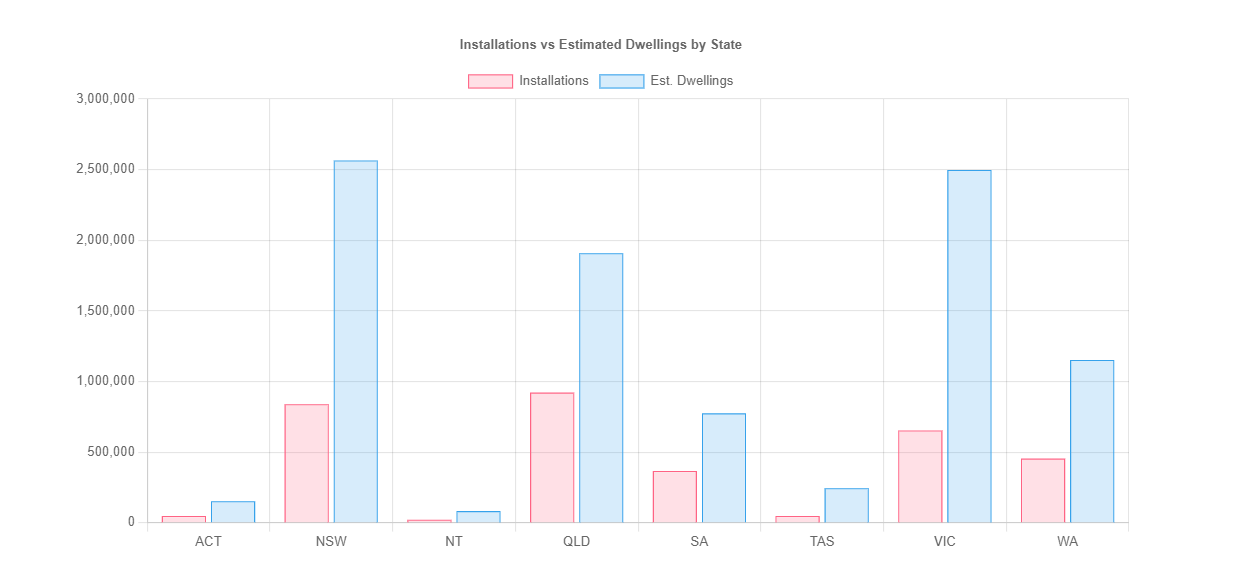 Installations vs Estimated Dwellings by State
Installations Est. Dwellings
3,000,000
2,500,000
2,000,000
1,500,000
1,000,000
500,000
0
ACT NSW NT QLD SA TAS VIC WA